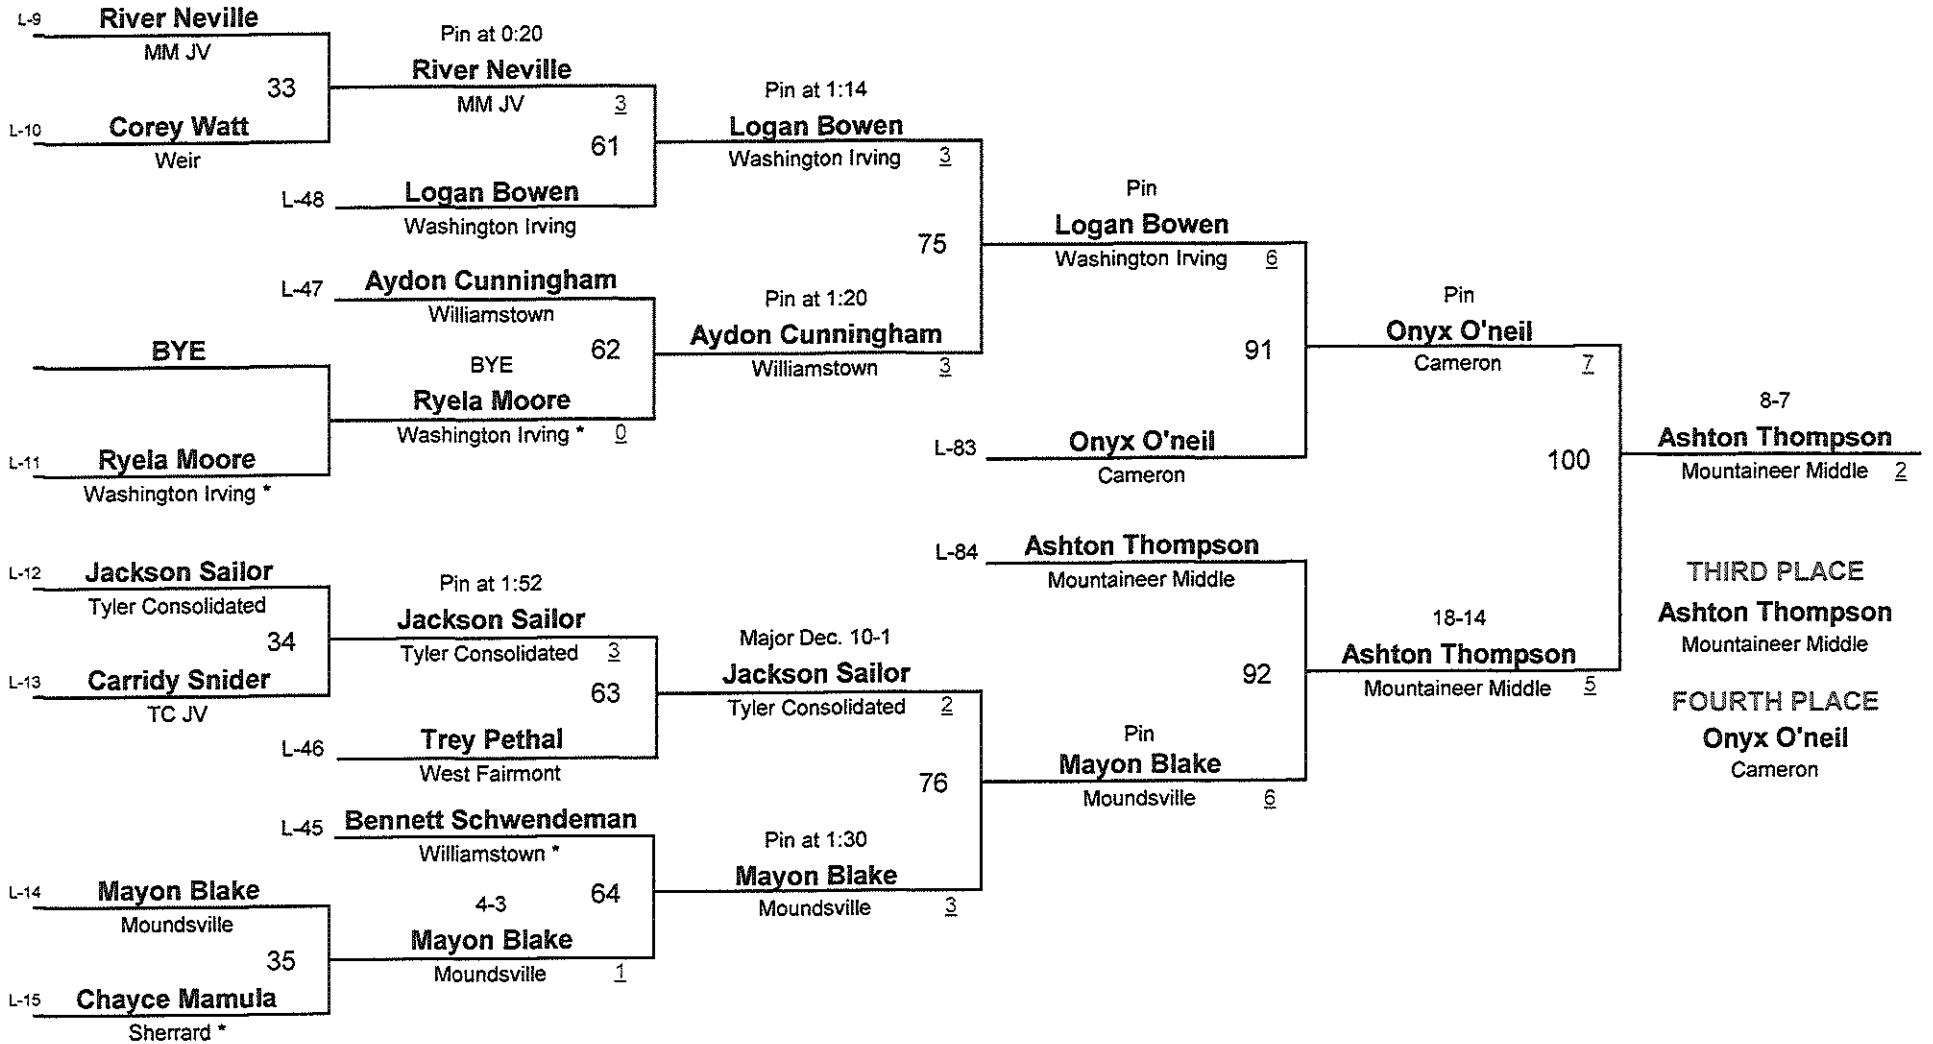 L-9 River Neville
MM JV
33
L-10 Corey Watt
Weir
Pin at 0:20
River Neville
MM JV 3
61
L-48 Logan Bowen
Washington Irving
Pin at 1:14
Logan Bowen
Washington Irving 3
75
L-47 Aydon Cunningham
Williamstown
62
BYE
BYE
Ryela Moore
Washington Irving * 0
L-11 Ryela Moore
Washington Irving *
Pin at 1:20
Aydon Cunningham
Williamstown 3
Pin
Logan Bowen
Washington Irving 6
91
L-83 Onyx O'neil
Cameron
Pin
Onyx O'neil
Cameron 7
100
8-7
Ashton Thompson
Mountaineer Middle 2
L-12 Jackson Sailor
Tyler Consolidated
34
L-13 Carridy Snider
TC JV
Pin at 1:52
Jackson Sailor
Tyler Consolidated 3
63
L-46 Trey Pethal
West Fairmont
Major Dec. 10-1
Jackson Sailor
Tyler Consolidated 2
76
L-45 Bennett Schwendeman
Williamstown *
64
L-14 Mayon Blake
Moundsville
35
L-15 Chayce Mamula
Sherrard *
4-3
Mayon Blake
Moundsville 1
Pin at 1:30
Mayon Blake
Moundsville 3
L-84 Ashton Thompson
Mountaineer Middle
92
Pin
Mayon Blake
Moundsville 6
18-14
Ashton Thompson
Mountaineer Middle 5
THIRD PLACE
Ashton Thompson
Mountaineer Middle
FOURTH PLACE
Onyx O'neil
Cameron